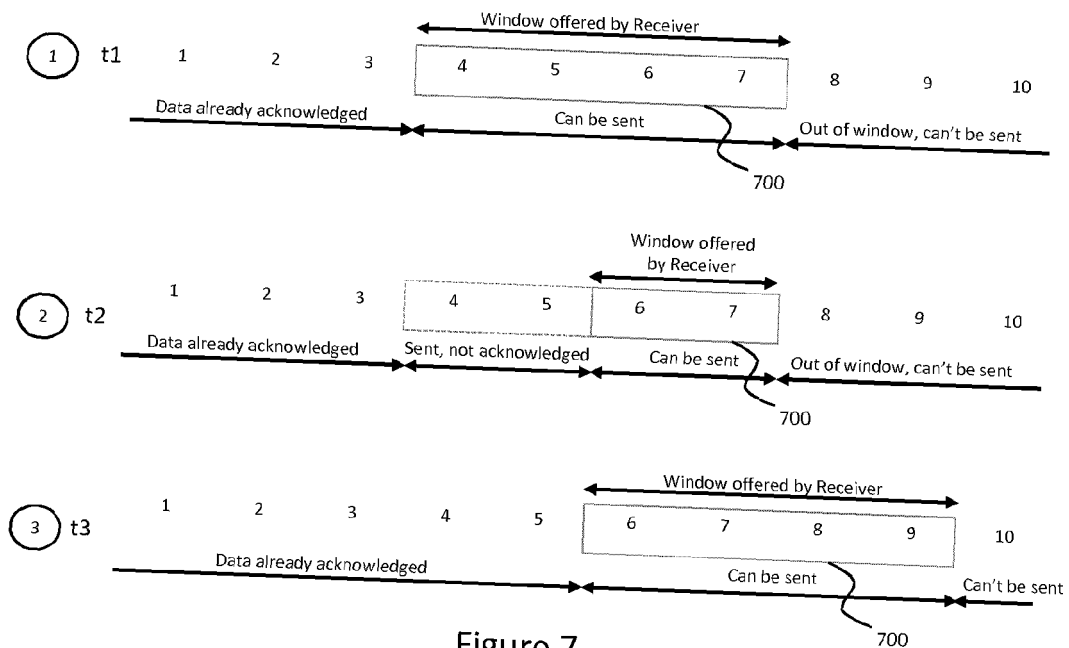 Window offered by Receiver
1 t1 1 2 3 4 5 6 7 8 9 10
Data already acknowledged Can be sent Out of window, can't be sent
700
Window offered
by Receiver
2 t2 1 2 3 4 5 6 7 8 9 10
Data already acknowledged Sent, not acknowledged Can be sent Out of window, can't be sent
700
Window offered by Receiver
3 t3 1 2 3 4 5 6 7 8 9 10
Data already acknowledged Can be sent Can't be sent
700
Figure 7